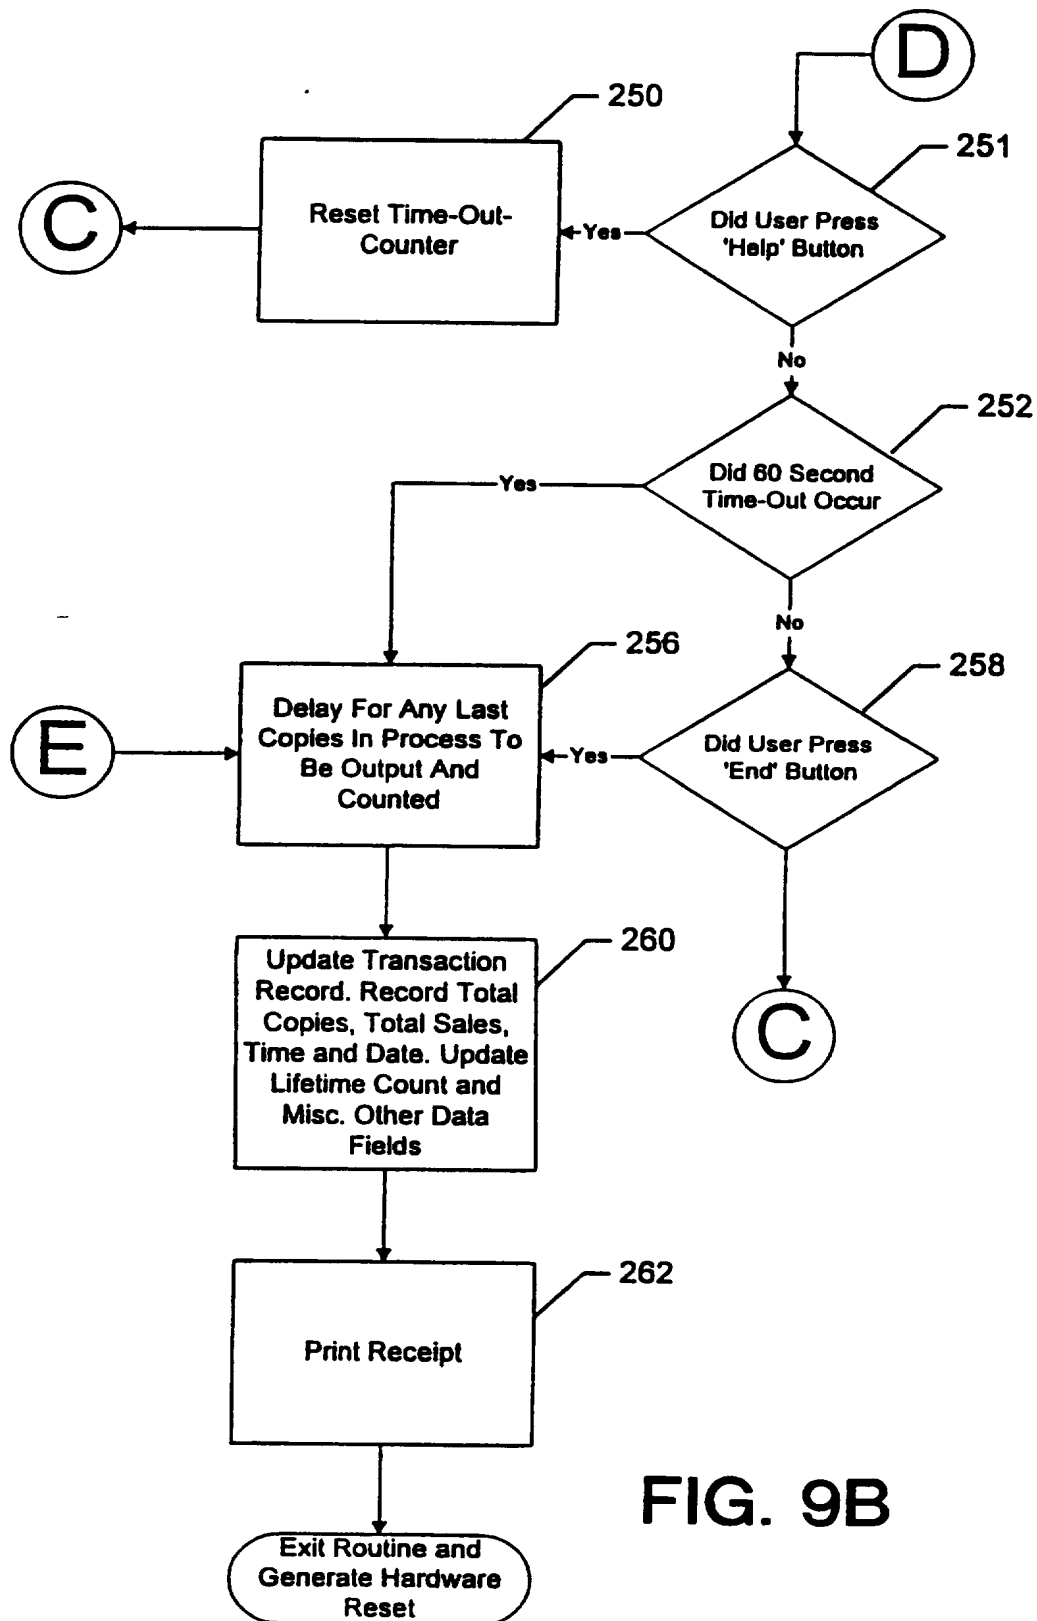 D
250
251
C
Reset Time-Out-
Counter
Yes
Did User Press
'Help' Button
No
252
Did 60 Second
Time-Out Occur
Yes
No
256
258
E
Delay For Any Last
Copies In Process To
Be Output And
Counted
Yes
Did User Press
'End' Button
260
Update Transaction
Record. Record Total
Copies, Total Sales,
Time and Date. Update
Lifetime Count and
Misc. Other Data
Fields
C
262
Print Receipt
FIG. 9B
Exit Routine and
Generate Hardware
Reset